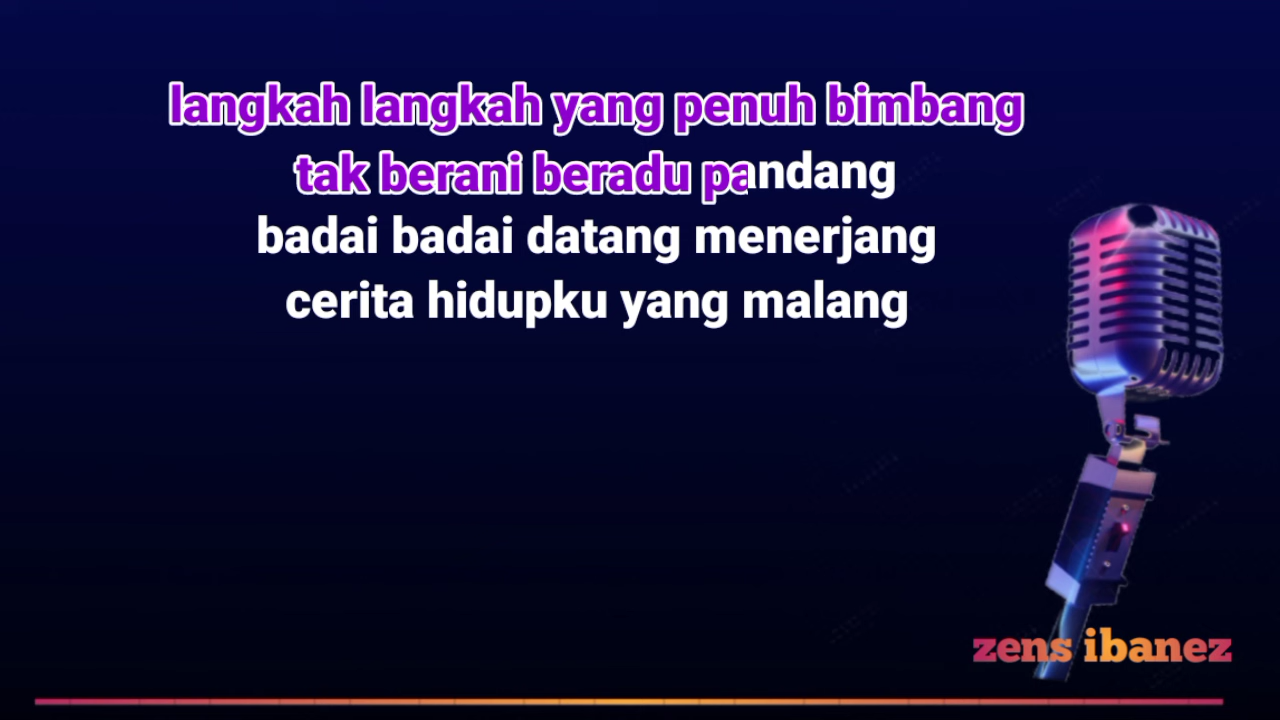 langkah langkah yang penuh bimbang
tak berani beradu pandang
badai badai datang menerjang
cerita hidupku yang malang
zens ibanez